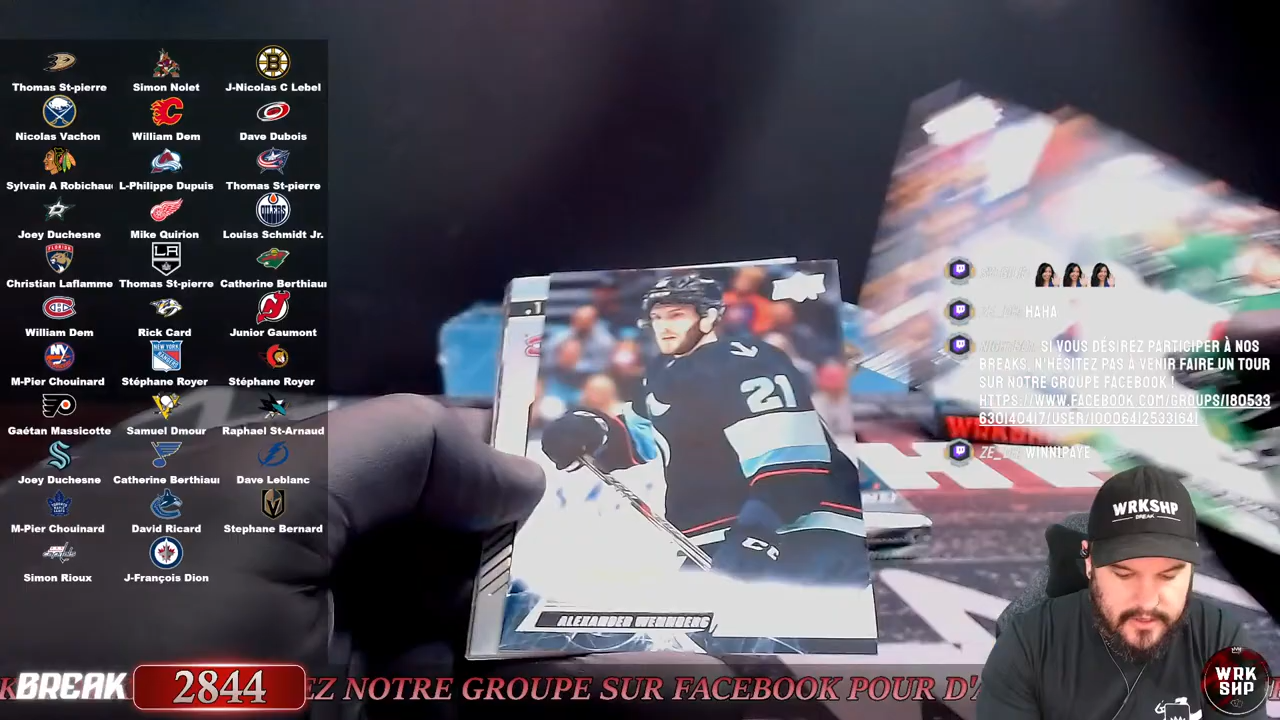 Thomas St-pierre
Simon Nolet
J-Nicolas C Lebel
Nicolas Vachon
William Dem
Dave Dubois
Sylvain A Robichau
L-Philippe Dupuis
Thomas St-pierre
Joey Duchesne
Mike Quirion
Louiss Schmidt Jr.
Christian Laflamme
Thomas St-pierre
Catherine Berthiau
William Dem
Rick Card
Junior Gaumont
M-Pier Chouinard
Stéphane Royer
Stéphane Royer
Gaétan Massicotte
Samuel Dmour
Raphael St-Arnaud
Joey Duchesne
Catherine Berthiau
Dave Leblanc
M-Pier Chouinard
David Ricard
Stephane Bernard
Simon Rioux
J-François Dion
21
ALEXANDER WENNBERG
HAHA
SI VOUS DÉSIREZ PARTICIPER À NOS
BREAKS, N'HÉSITEZ PAS À VENIR FAIRE UN TOUR
SUR NOTRE GROUPE FACEBOOK !
HTTPS://WWW.FACEBOOK.COM/GROUPS/180533
630140417/USER/100064125331641
WINNIPAYE
WRKSHP
BREAK
BREAK 2844
EZ NOTRE GROUPE SUR FACEBOOK POUR D'
WRK
SHP